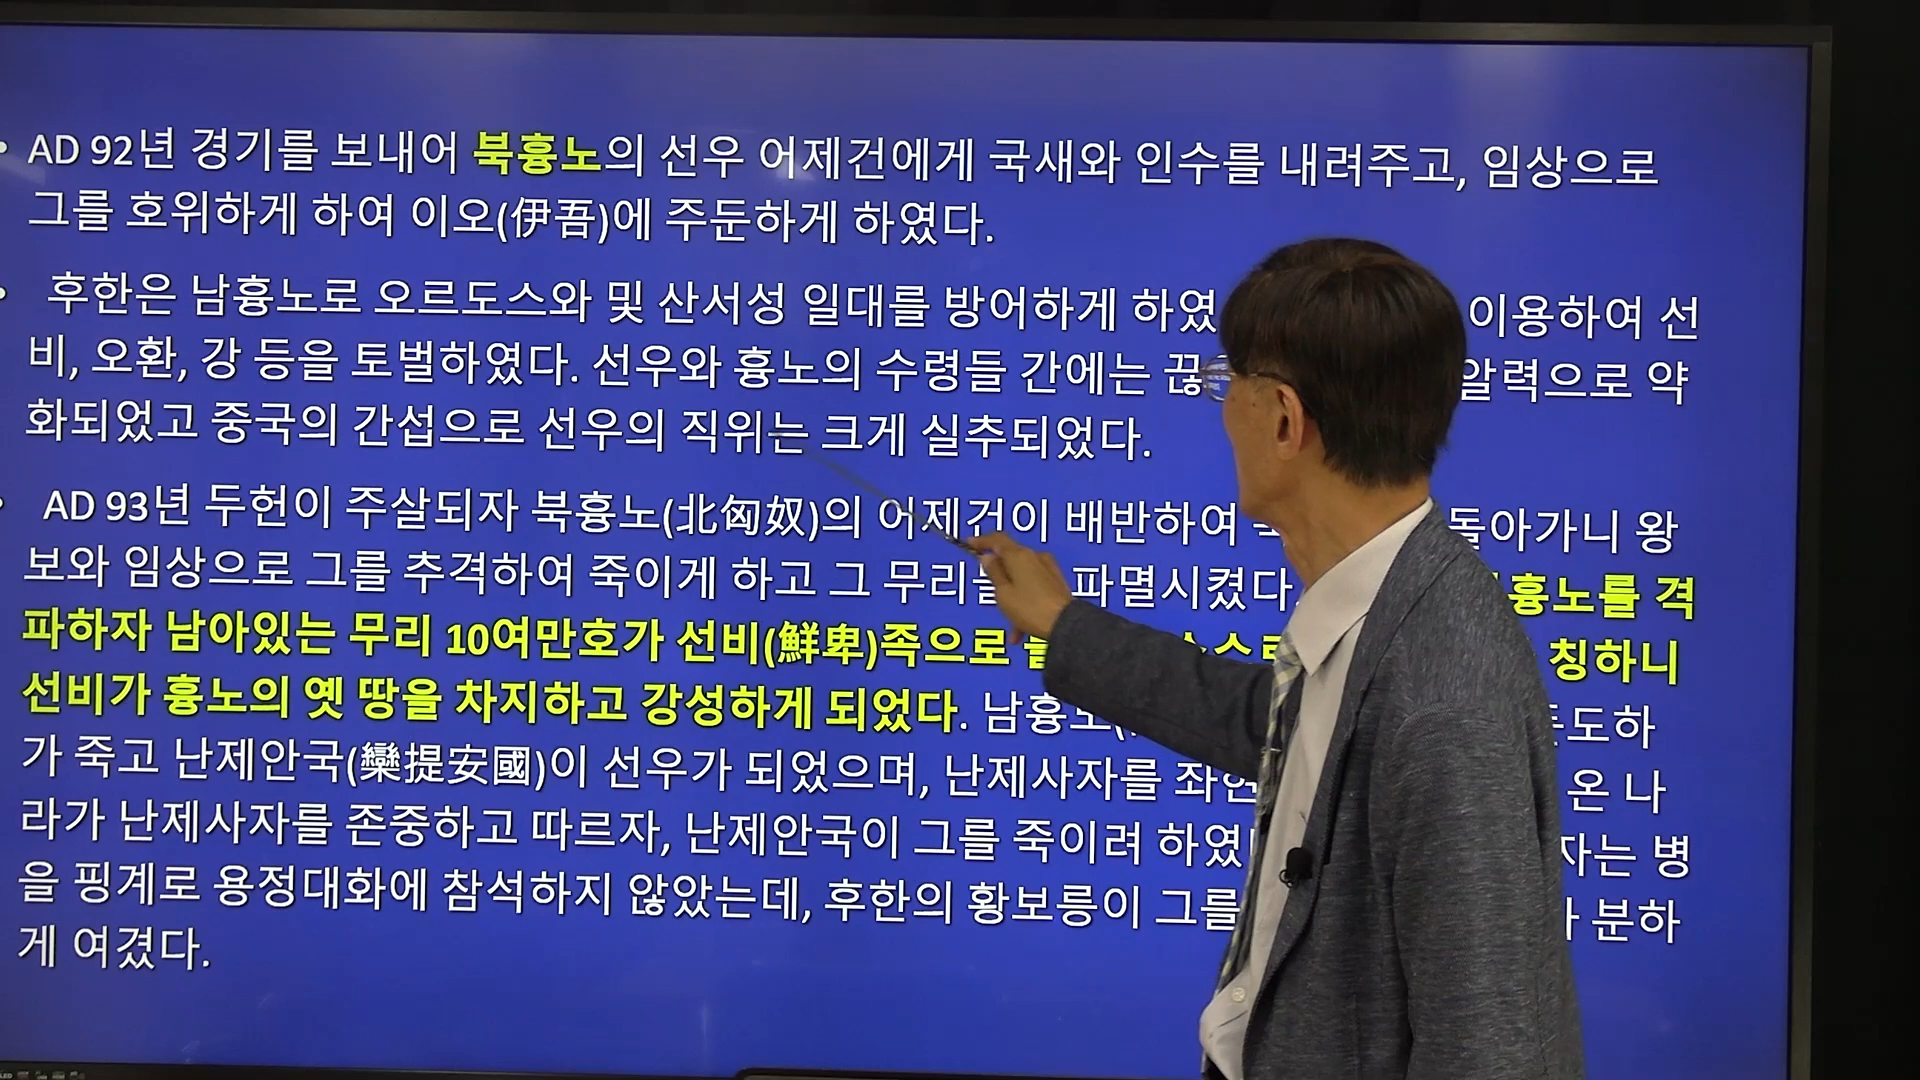 • AD 92년 경기를 보내어 북흉노의 선우 어제건에게 국새와 인수를 내려주고, 임상으로
그를 호위하게 하여 이오(伊吾)에 주둔하게 하였다.
• 후한은 남흉노로 오르도스와 및 산서성 일대를 방어하게 하였 이용하여 선
비, 오환, 강 등을 토벌하였다. 선우와 흉노의 수령들 간에는 알력으로 약
화되었고 중국의 간섭으로 선우의 직위는 크게 실추되었다.
• AD 93년 두헌이 주살되자 북흉노(北匈奴)의 어제건이 배반하여 돌아가니 왕
보와 임상으로 그를 추격하여 죽이게 하고 그 무리를 파멸시켰다. 흉노를 격
파하자 남아있는 무리 10여만호가 선비(鮮卑)족으로 칭하니
선비가 흉노의 옛 땅을 차지하고 강성하게 되었다. 남흉노( 둔도하
가 죽고 난제안국(欒提安國)이 선우가 되었으며, 난제사자를 온 나
라가 난제사자를 존중하고 따르자, 난제안국이 그를 죽이려 하였 병
을 핑계로 용정대화에 참석하지 않았는데, 후한의 황보릉이 그를 분하
게 여겼다.